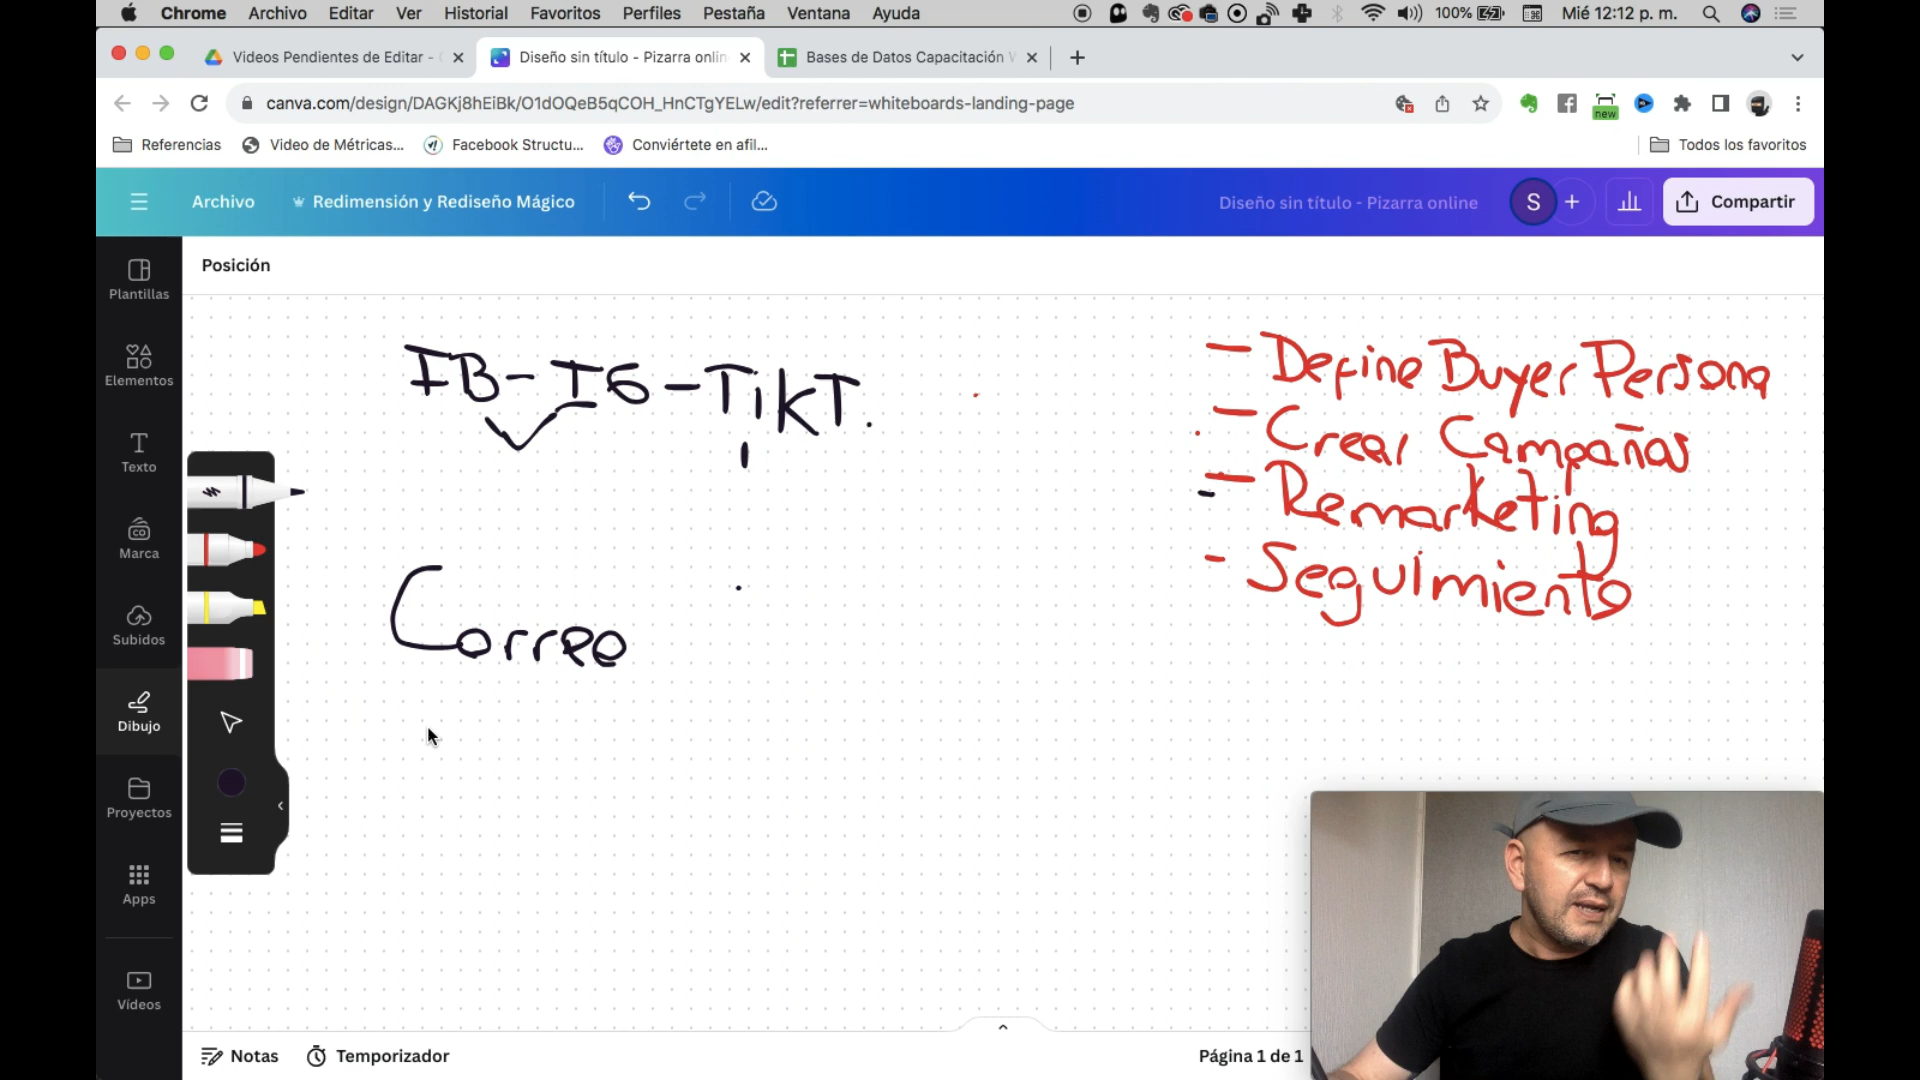 Chrome Archivo Editar Ver Historial Favoritos Perfiles Pestaña Ventana Ayuda 100% Mié 12:12 p. m.
Videos Pendientes de Editar - Diseño sin título - Pizarra onlin Bases de Datos Capacitación
canva.com/design/DAGKj8hEiBk/O1dOQeB5qCOH_HnCTgYELw/edit?referrer=whiteboards-landing-page new
Referencias Video de Métricas... Facebook Structu... Conviértete en afil... Todos los favoritos
Archivo Redimensión y Rediseño Mágico Diseño sin título - Pizarra online S + Compartir
Posición
Plantillas
Elementos
Texto
Marca
Subidos
Dibujo
Proyectos
Apps
Vídeos
FB - IG - TikT.
Correo
- Define Buyer Persona
- Crear Campañas
- Remarketing
- Seguimiento
Notas Temporizador Página 1 de 1